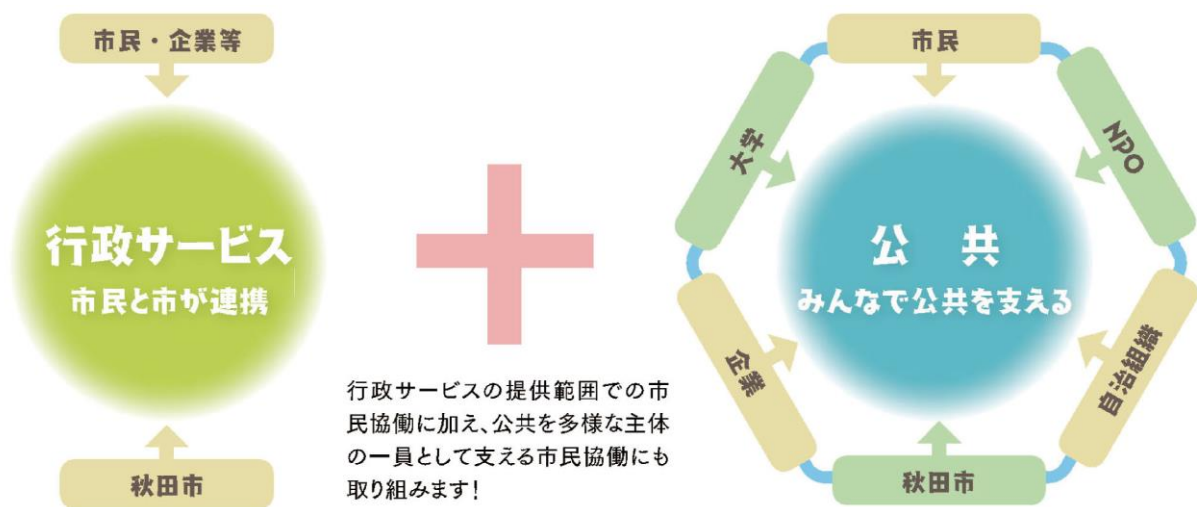 市民・企業等
行政サービス
市民と市が連携
秋田市
行政サービスの提供範囲での市
民協働に加え、公共を多様な主体
の一員として支える市民協働にも
取り組みます!
市民
大学
NPO
公 共
みんなで公共を支える
企業
自治組織
秋田市